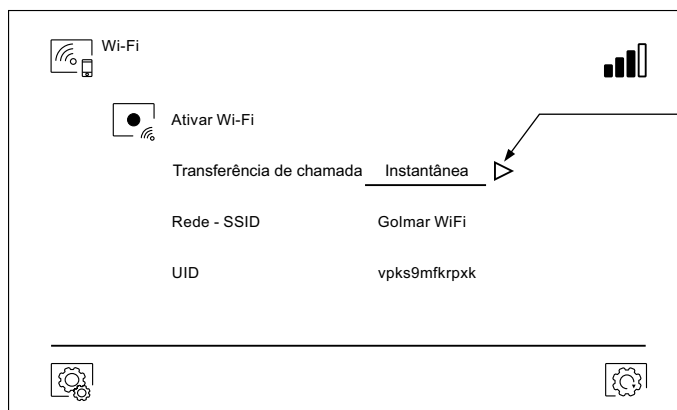 Wi-Fi
Ativar Wi-Fi
Transferência de chamada Instantânea
Rede - SSID Golmar WiFi
UID vpks9mfkrpxk